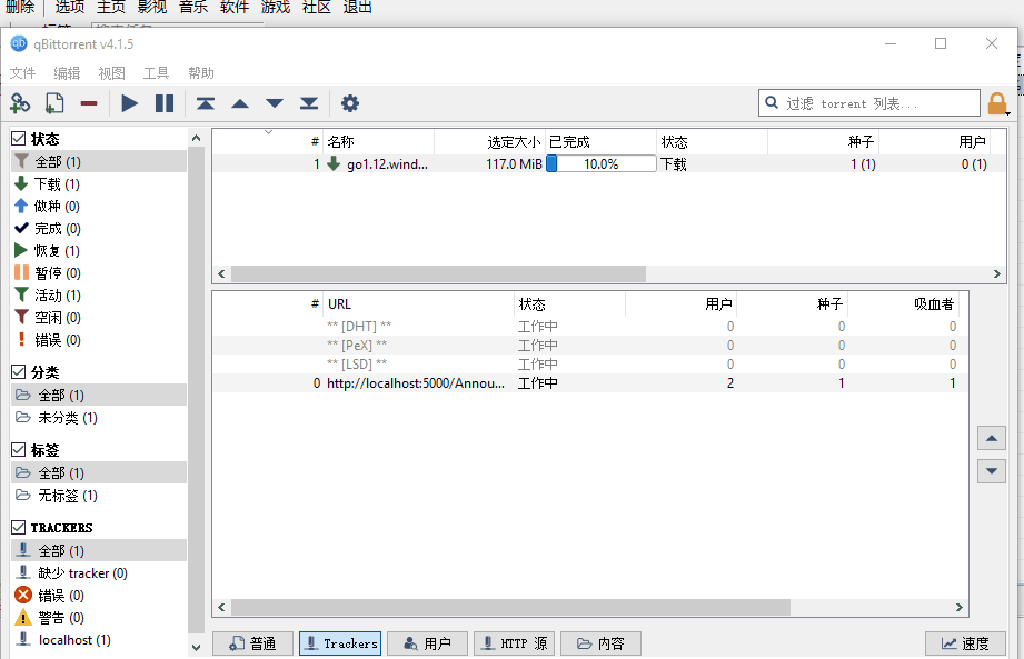 删除 选项 主页 影视 音乐 软件 游戏 社区 退出
qBittorrent v4.1.5
文件 编辑 视图 工具 帮助
过滤 torrent 列表...
状态
全部 (1)
下载 (1)
做种 (0)
完成 (0)
恢复 (1)
暂停 (0)
活动 (1)
空闲 (0)
错误 (0)
分类
全部 (1)
未分类 (1)
标签
全部 (1)
无标签 (1)
TRACKERS
全部 (1)
缺少 tracker (0)
错误 (0)
警告 (0)
localhost (1)
# 名称 选定大小 已完成 状态 种子 用户
1 go1.12.wind... 117.0 MiB 10.0% 下载 1 (1) 0 (1)
# URL 状态 用户 种子 吸血者
** [DHT] ** 工作中 0 0 0
** [PeX] ** 工作中 0 0 0
** [LSD] ** 工作中 0 0 0
0 http://localhost:5000/Annou... 工作中 2 1 1
普通 Trackers 用户 HTTP 源 内容 速度